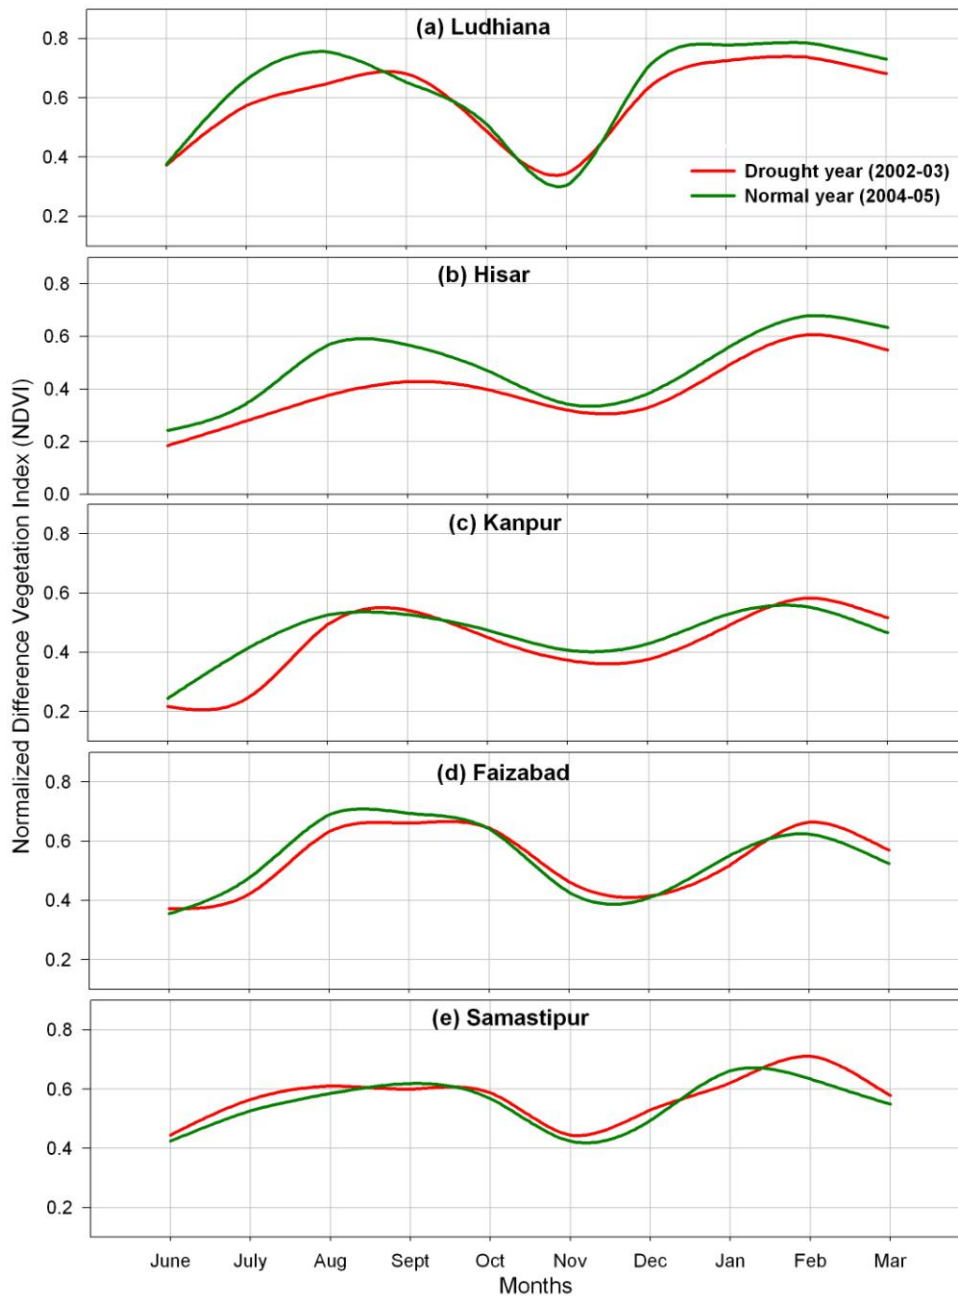 Normalized Difference Vegetation Index (NDVI)
(a) Ludhiana
0.8
0.6
0.4
0.2
Drought year (2002-03)
Normal year (2004-05)
(b) Hisar
0.8
0.6
0.4
0.2
0.0
(c) Kanpur
0.8
0.6
0.4
0.2
(d) Faizabad
0.8
0.6
0.4
0.2
(e) Samastipur
0.8
0.6
0.4
0.2
June July Aug Sept Oct Nov Dec Jan Feb Mar
Months